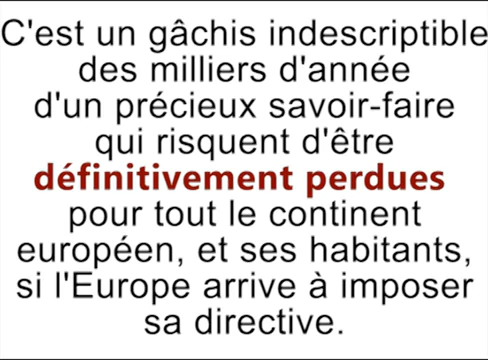 C'est un gâchis indescriptible
des milliers d'année
d'un précieux savoir-faire
qui risquent d'être
définitivement perdues
pour tout le continent
européen, et ses habitants,
si l'Europe arrive à imposer
sa directive.